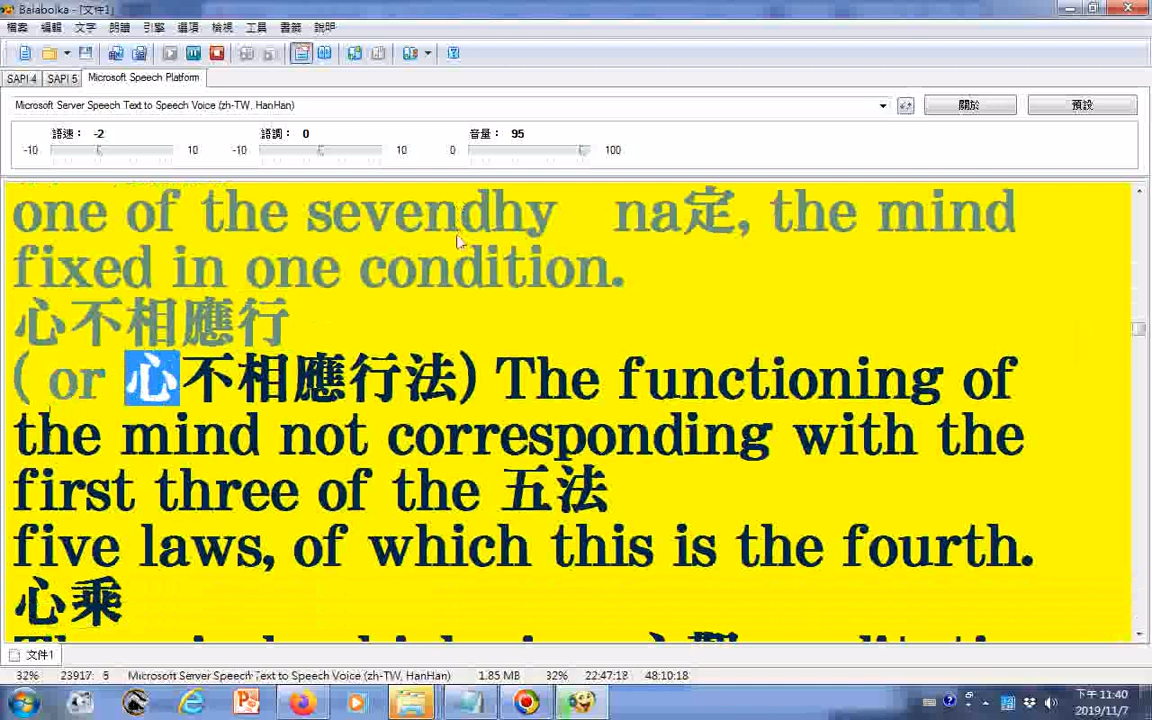 Balabolka - [文件1]
檔案 編輯 文字 朗讀 引擎 選項 檢視 工具 書籤 說明
SAPI 4 SAPI 5 Microsoft Speech Platform
Microsoft Server Speech Text to Speech Voice (zh-TW, HanHan) 關於 預設
語速： -2 語調： 0 音量： 95
-10 10 -10 10 0 100
one of the sevendhy na定, the mind
fixed in one condition.
心不相應行
( or 心不相應行法) The functioning of
the mind not corresponding with the
first three of the 五法
five laws, of which this is the fourth.
心乘
文件1
32% 23917: 5 Microsoft Server Speech Text to Speech Voice (zh-TW, HanHan) 1.85 MB 32% 22:47:18 48:10:18
下午 11:40
2019/11/7